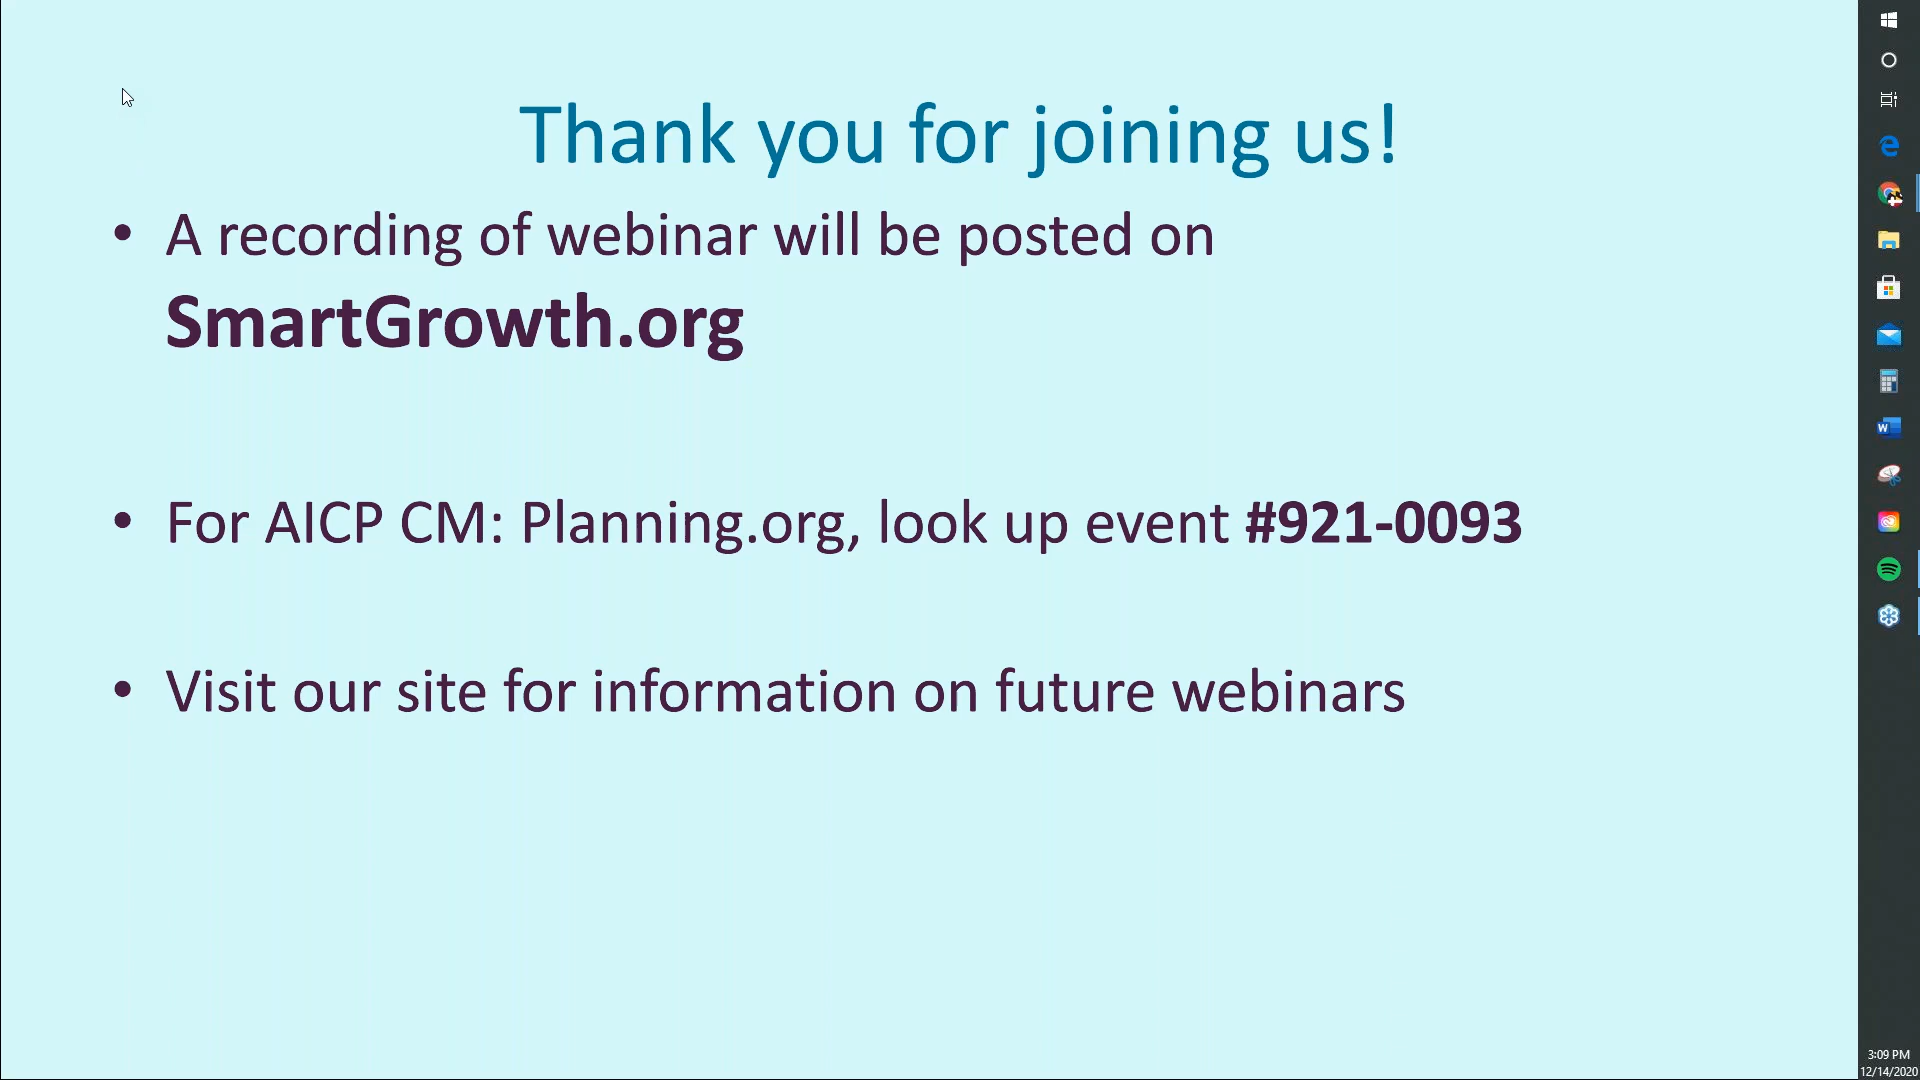 Thank you for joining us!
• A recording of webinar will be posted on
SmartGrowth.org
• For AICP CM: Planning.org, look up event #921-0093
• Visit our site for information on future webinars
3:09 PM
12/14/2020